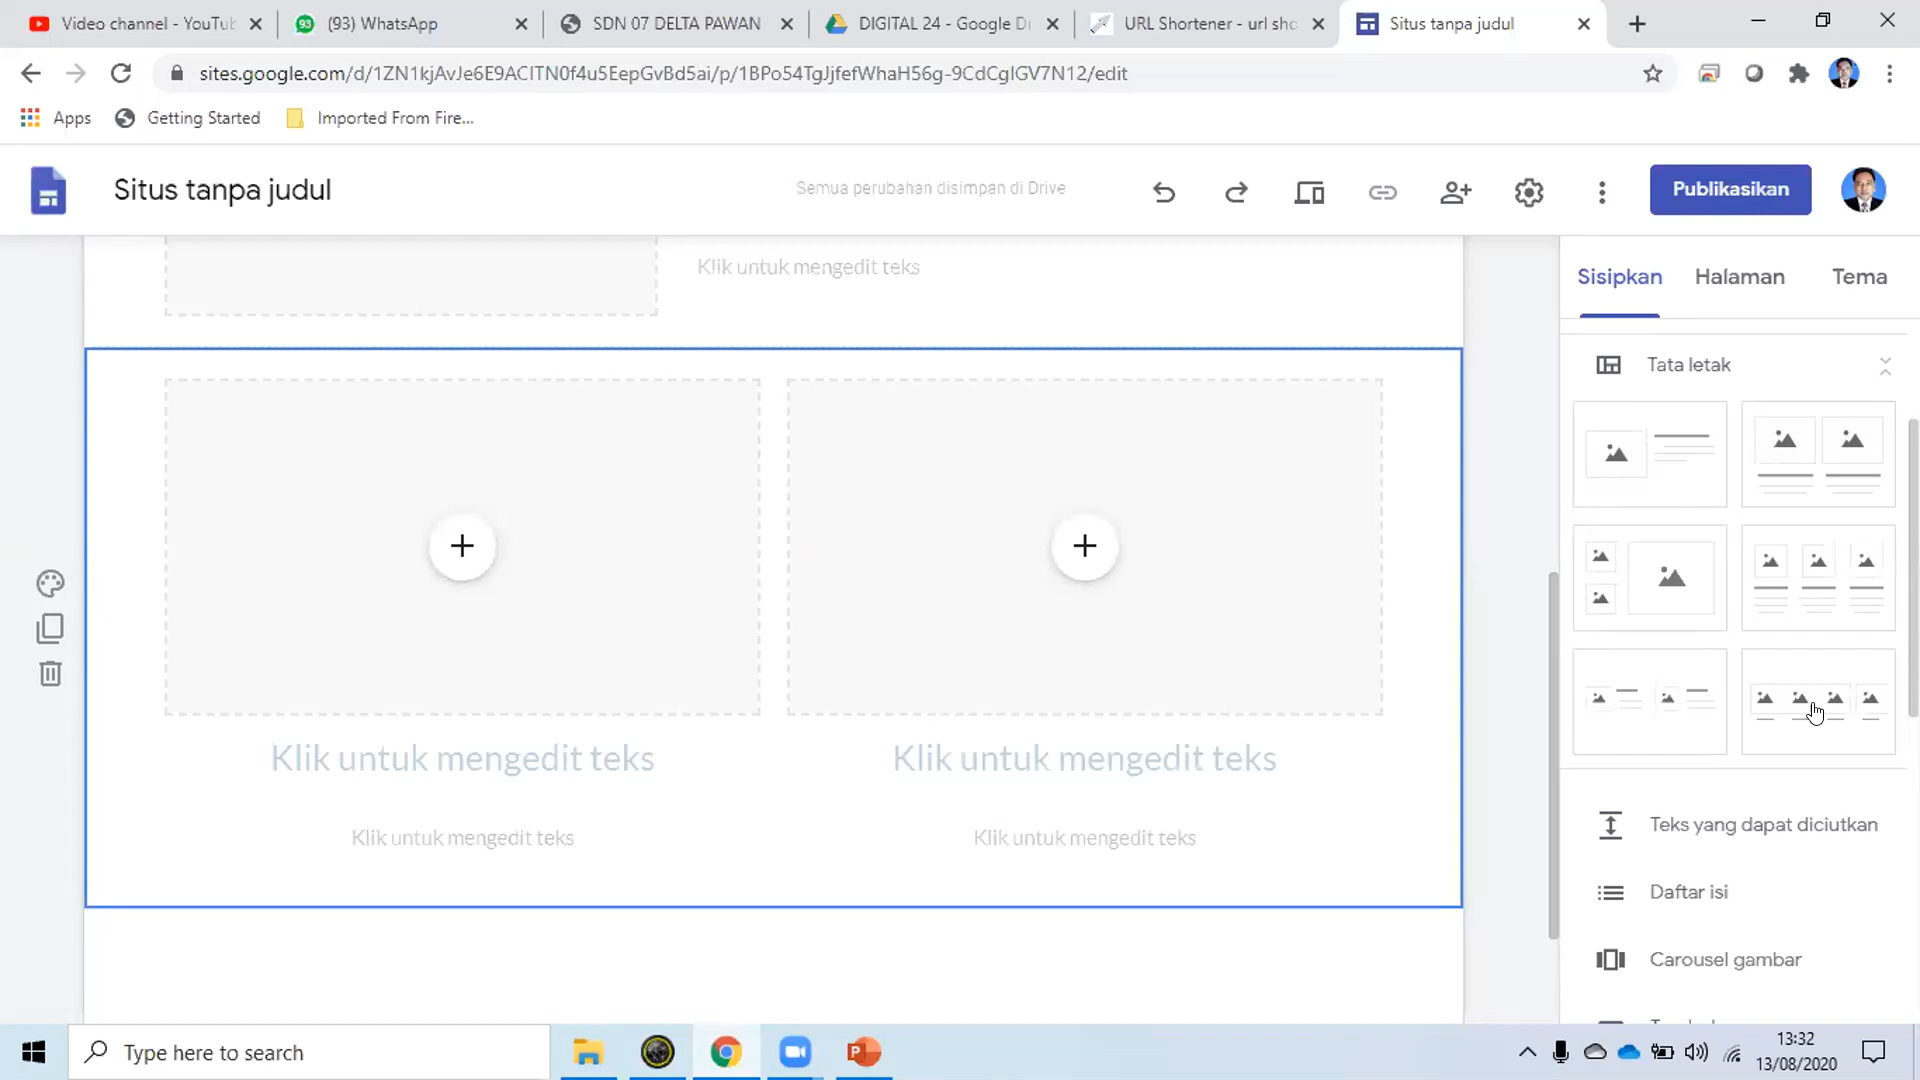 Video channel - YouTu
(93) WhatsApp
SDN 07 DELTA PAWAN
DIGITAL 24 - Google D
URL Shortener - url sho
Situs tanpa judul
sites.google.com/d/1ZN1kjAvJe6E9ACITN0f4u5EepGvBd5ai/p/1BPo54TgJjfefWhaH56g-9CdCgIGV7N12/edit
Apps
Getting Started
Imported From Fire...
Situs tanpa judul
Semua perubahan disimpan di Drive
Publikasikan
Klik untuk mengedit teks
Sisipkan
Halaman
Tema
Tata letak
Klik untuk mengedit teks
Klik untuk mengedit teks
Klik untuk mengedit teks
Klik untuk mengedit teks
Teks yang dapat diciutkan
Daftar isi
Carousel gambar
Type here to search
13:32
13/08/2020